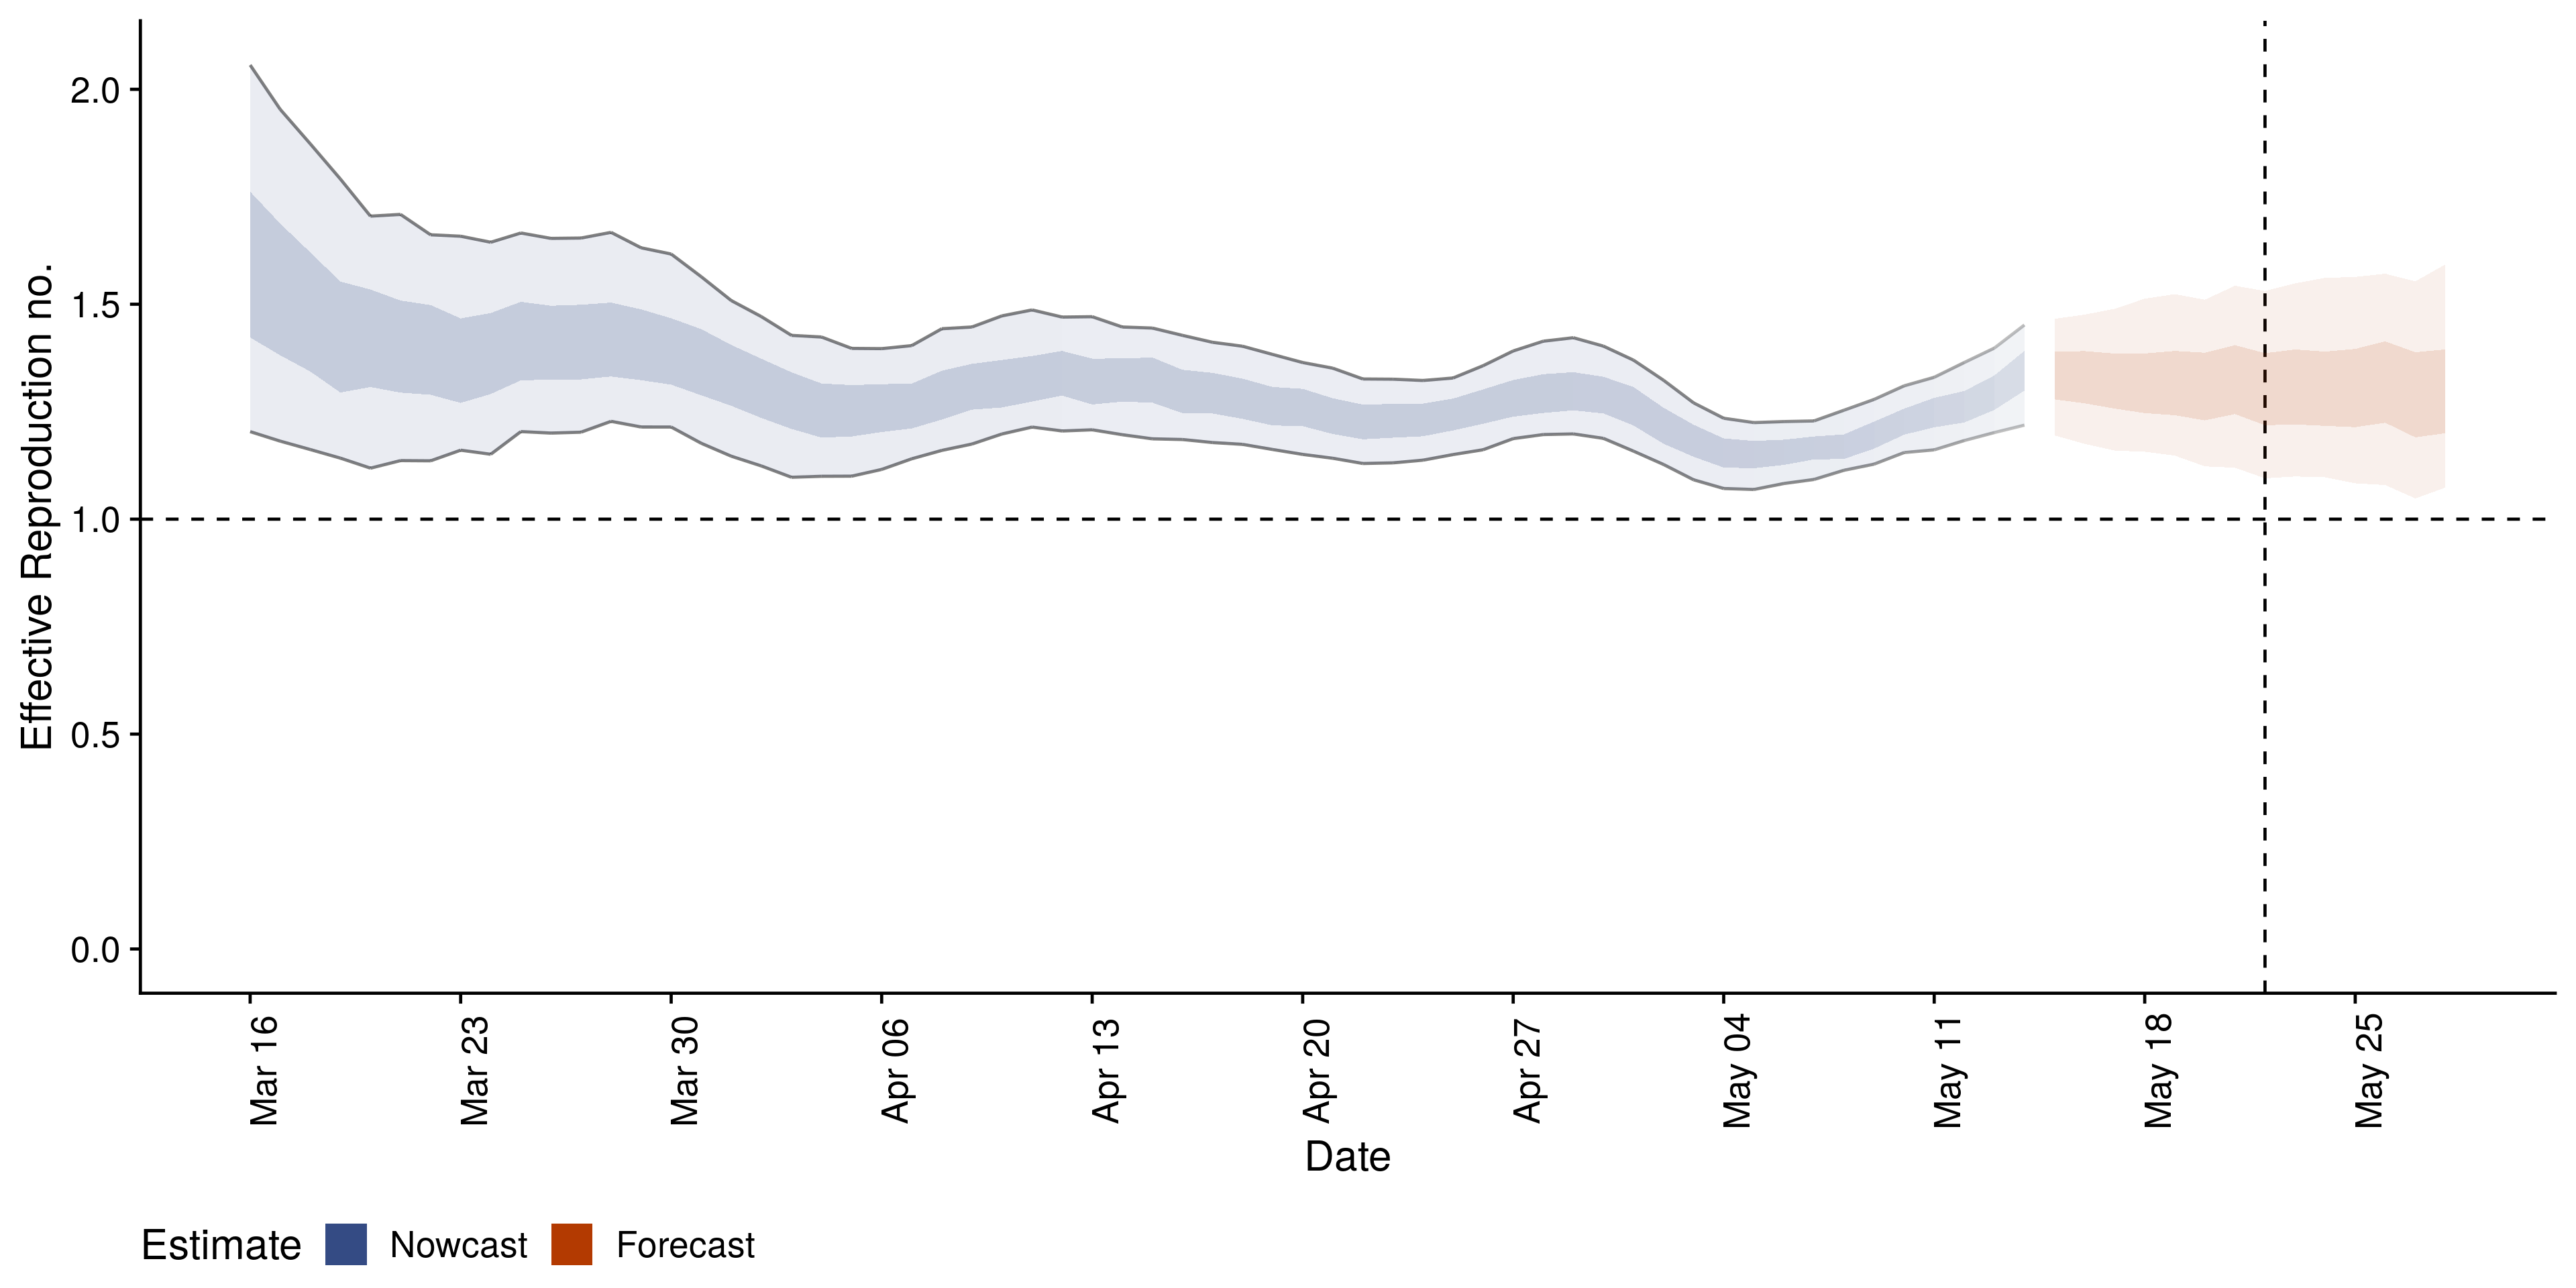 Effective Reproduction no.
2.0
1.5
1.0
0.5
0.0
Mar 16
Mar 23
Mar 30
Apr 06
Apr 13
Apr 20
Apr 27
May 04
May 11
May 18
May 25
Date
Estimate Nowcast Forecast